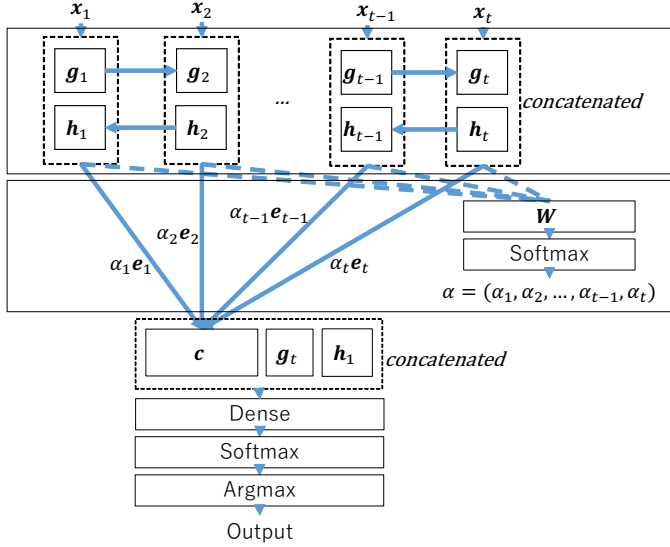 x₁ x₂ xₜ₋₁ xₜ
g₁ g₂ gₜ₋₁ gₜ
... concatenated
h₁ h₂ hₜ₋₁ hₜ
W
αₜ₋₁eₜ₋₁
α₂e₂
Softmax
α₁e₁ αₜeₜ
α = (α₁, α₂, ..., αₜ₋₁, αₜ)
c gₜ h₁ concatenated
Dense
Softmax
Argmax
Output